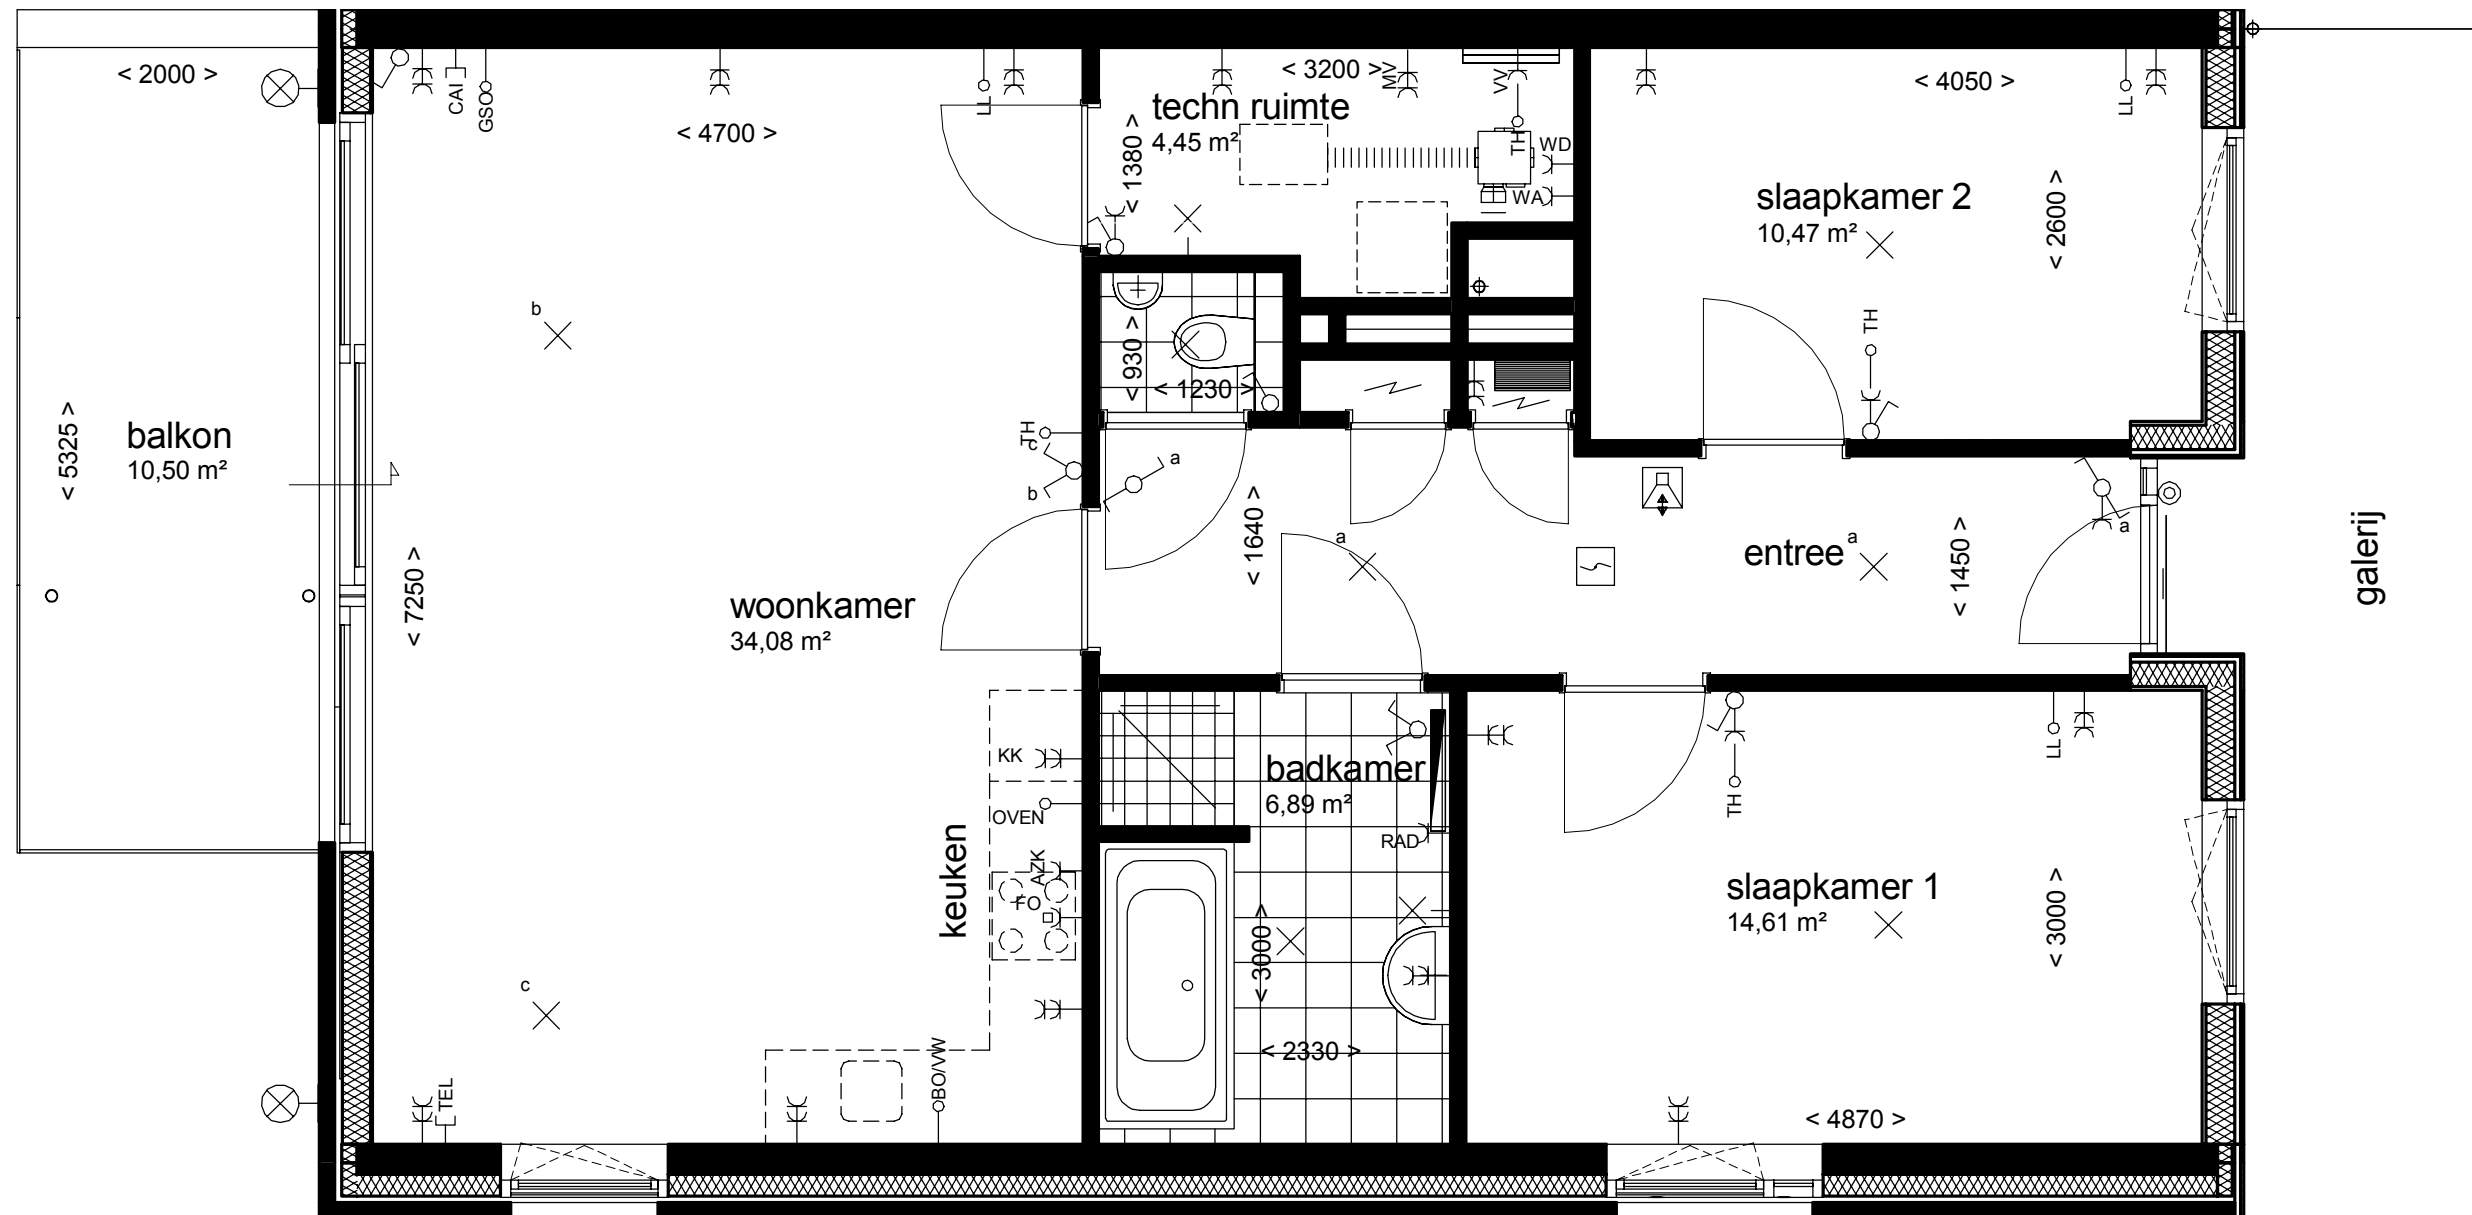 < 2000 >
CAI
GSO
< 4700 >
LL
< 3200 >
MV
VV
techn ruimte
4,45 m²
< 1380 >
TH
WD
WA
< 4050 >
LL
slaapkamer 2
10,47 m²
< 2600 >
TH
b
< 930 >
< 1230 >
balkon
10,50 m²
< 5325 >
TH
c
b
a
< 7250 >
woonkamer
34,08 m²
< 1640 >
a
entree
a
< 1450 >
a
galerij
KK
OVEN
AZK
FO
keuken
badkamer
6,89 m²
RAD
< 3000 >
< 2330 >
TH
LL
slaapkamer 1
14,61 m²
< 3000 >
c
TEL
BO/VW
< 4870 >